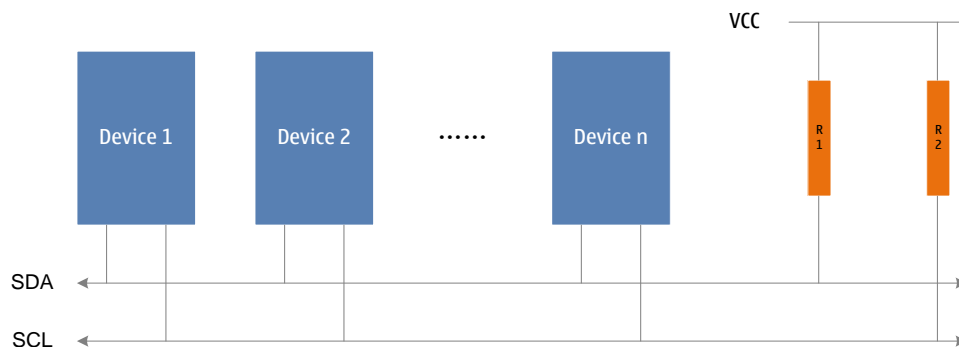 VCC
Device 1
Device 2
......
Device n
R
1
R
2
SDA
SCL